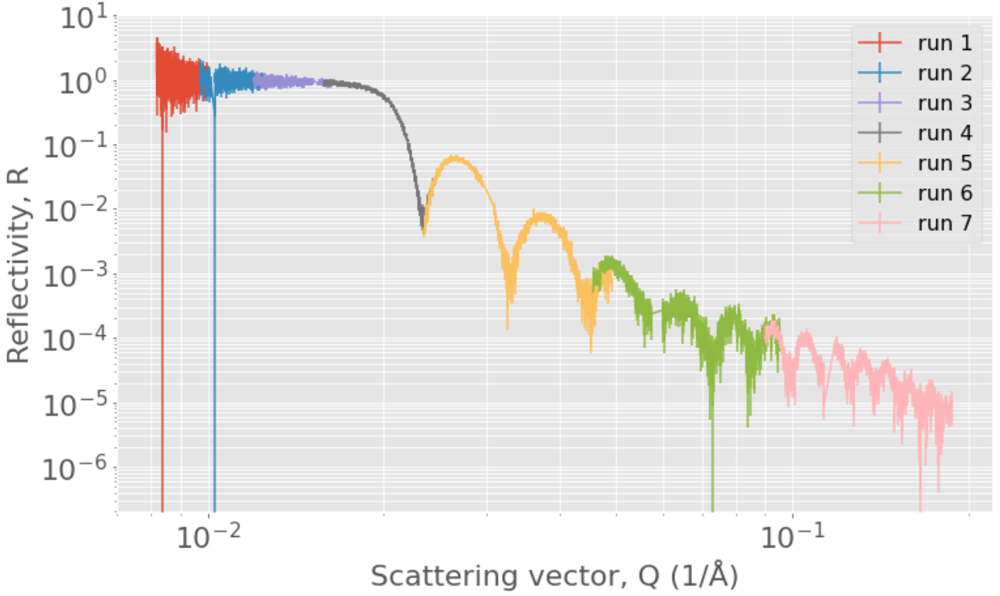 10¹
10⁰
10⁻¹
10⁻²
10⁻³
10⁻⁴
10⁻⁵
10⁻⁶
Reflectivity, R
run 1
run 2
run 3
run 4
run 5
run 6
run 7
10⁻²
10⁻¹
Scattering vector, Q (1/Å)